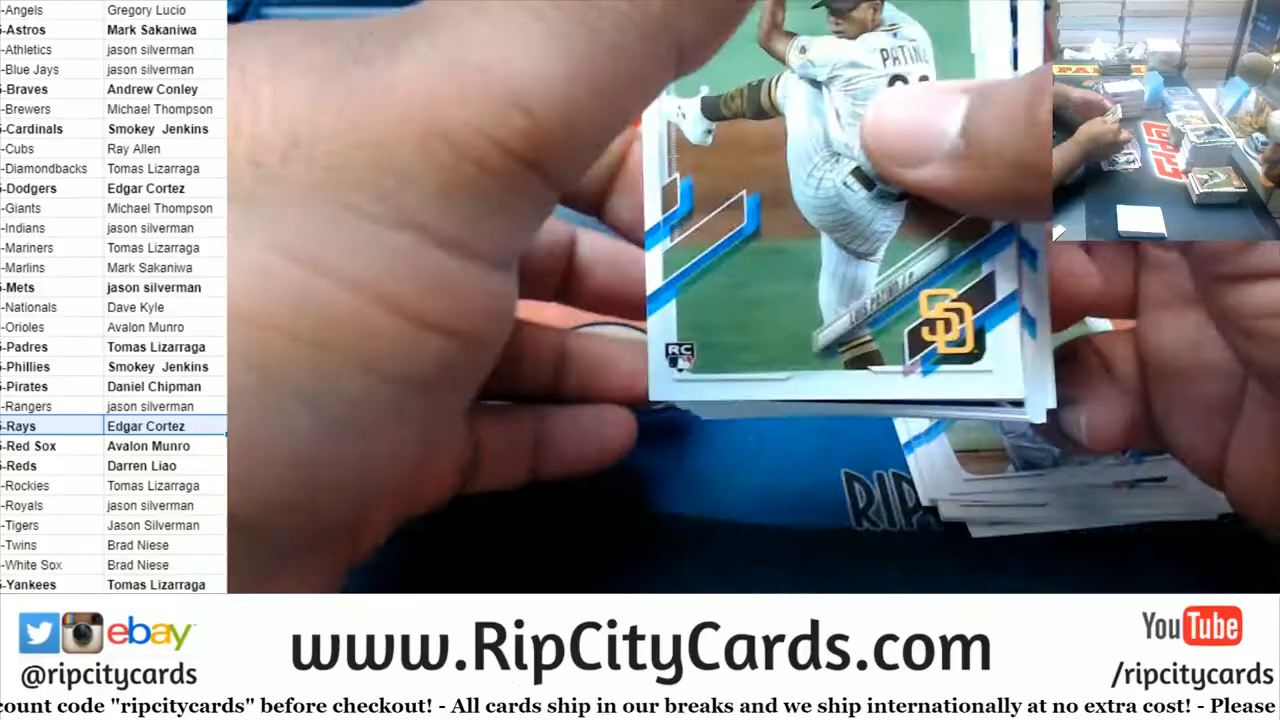 -Angels Gregory Lucio
-Astros Mark Sakaniwa
-Athletics jason silverman
-Blue Jays jason silverman
-Braves Andrew Conley
-Brewers Michael Thompson
-Cardinals Smokey Jenkins
-Cubs Ray Allen
-Diamondbacks Tomas Lizarraga
-Dodgers Edgar Cortez
-Giants Michael Thompson
-Indians jason silverman
-Mariners Tomas Lizarraga
-Marlins Mark Sakaniwa
-Mets jason silverman
-Nationals Dave Kyle
-Orioles Avalon Munro
-Padres Tomas Lizarraga
-Phillies Smokey Jenkins
-Pirates Daniel Chipman
-Rangers jason silverman
-Rays Edgar Cortez
-Red Sox Avalon Munro
-Reds Darren Liao
-Rockies Tomas Lizarraga
-Royals jason silverman
-Tigers Jason Silverman
-Twins Brad Niese
-White Sox Brad Niese
-Yankees Tomas Lizarraga
PATIÑ
SD
RC
RIP
ebay
@ripcitycards
www.RipCityCards.com
YouTube
/ripcitycards
count code "ripcitycards" before checkout! - All cards ship in our breaks and we ship internationally at no extra cost! - Please